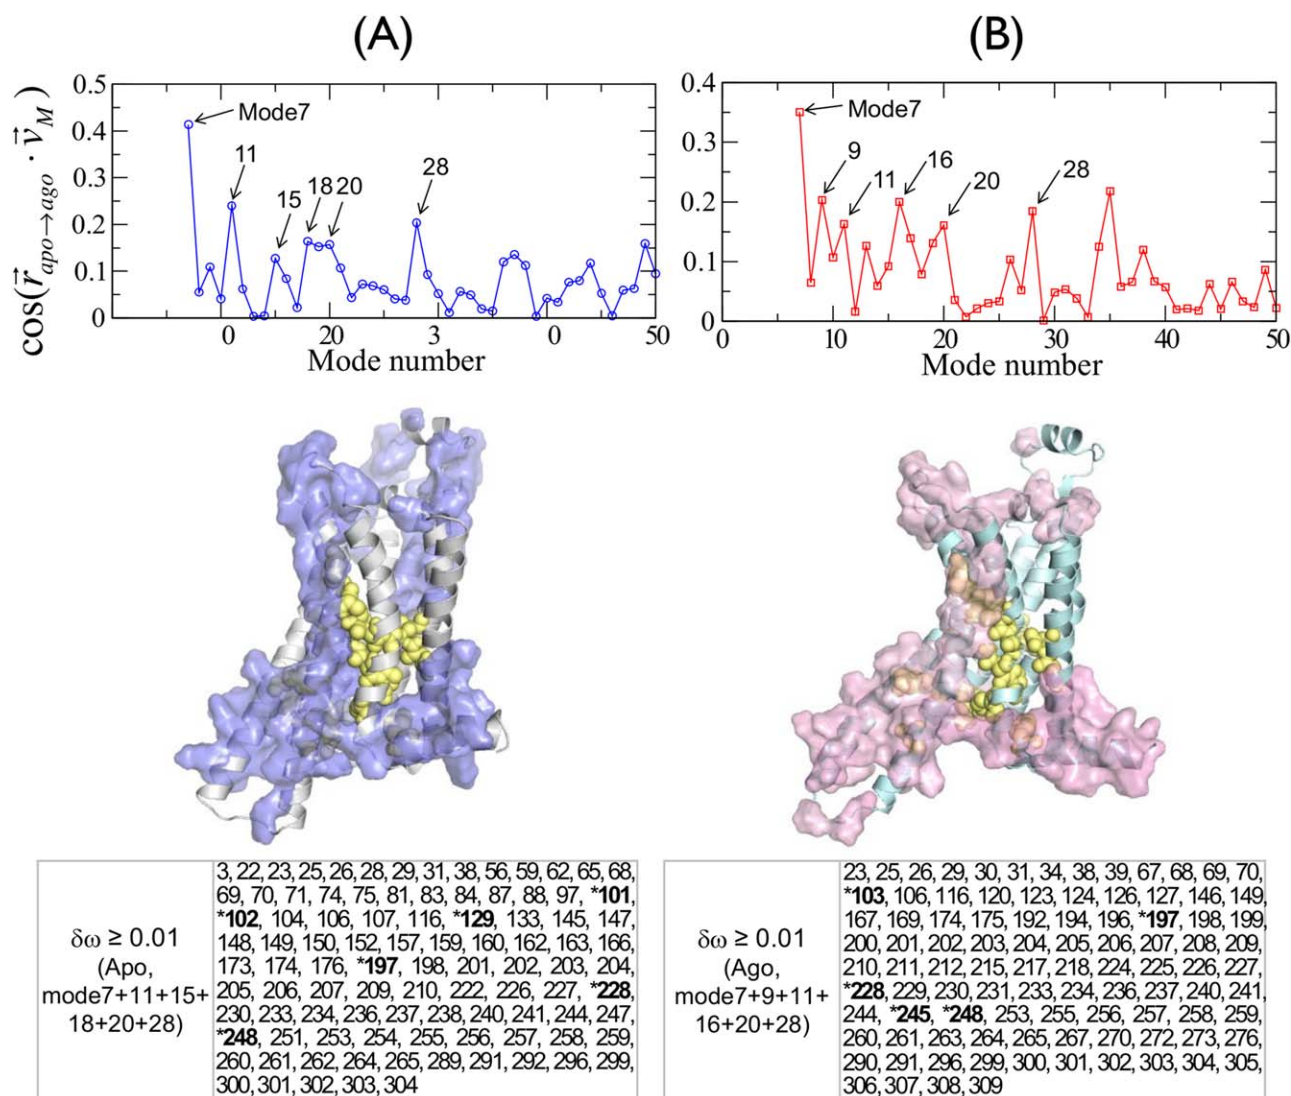 (A)
(B)
cos(r⃗apo→ago · v⃗M)
0.5
0.4
0.3
0.2
0.1
0
Mode7
11
15
18
20
28
0
20
3
0
50
Mode number
0.4
0.3
0.2
0.1
0
Mode7
9
11
16
20
28
0
10
20
30
40
50
Mode number
δω ≥ 0.01
(Apo,
mode7+11+15+
18+20+28)
3, 22, 23, 25, 26, 28, 29, 31, 38, 56, 59, 62, 65, 68,
69, 70, 71, 74, 75, 81, 83, 84, 87, 88, 97, *101,
*102, 104, 106, 107, 116, *129, 133, 145, 147,
148, 149, 150, 152, 157, 159, 160, 162, 163, 166,
173, 174, 176, *197, 198, 201, 202, 203, 204,
205, 206, 207, 209, 210, 222, 226, 227, *228,
230, 233, 234, 236, 237, 238, 240, 241, 244, 247,
*248, 251, 253, 254, 255, 256, 257, 258, 259,
260, 261, 262, 264, 265, 289, 291, 292, 296, 299,
300, 301, 302, 303, 304
δω ≥ 0.01
(Ago,
mode7+9+11+
16+20+28)
23, 25, 26, 29, 30, 31, 34, 38, 39, 67, 68, 69, 70,
*103, 106, 116, 120, 123, 124, 126, 127, 146, 149,
167, 169, 174, 175, 192, 194, 196, *197, 198, 199,
200, 201, 202, 203, 204, 205, 206, 207, 208, 209,
210, 211, 212, 215, 217, 218, 224, 225, 226, 227,
*228, 229, 230, 231, 233, 234, 236, 237, 240, 241,
244, *245, *248, 253, 255, 256, 257, 258, 259,
260, 261, 263, 264, 265, 267, 270, 272, 273, 276,
290, 291, 296, 299, 300, 301, 302, 303, 304, 305,
306, 307, 308, 309